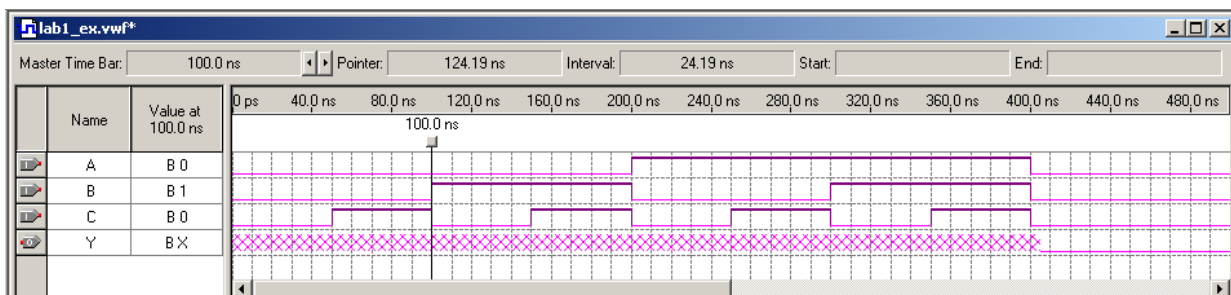 lab1_ex.vwf*
Master Time Bar: 100.0 ns Pointer: 124.19 ns Interval: 24.19 ns Start: End:
Name Value at 100.0 ns 0 ps 40.0 ns 80.0 ns 120.0 ns 160.0 ns 200.0 ns 240.0 ns 280.0 ns 320.0 ns 360.0 ns 400.0 ns 440.0 ns 480.0 ns
100.0 ns
A B 0
B B 1
C B 0
Y B X